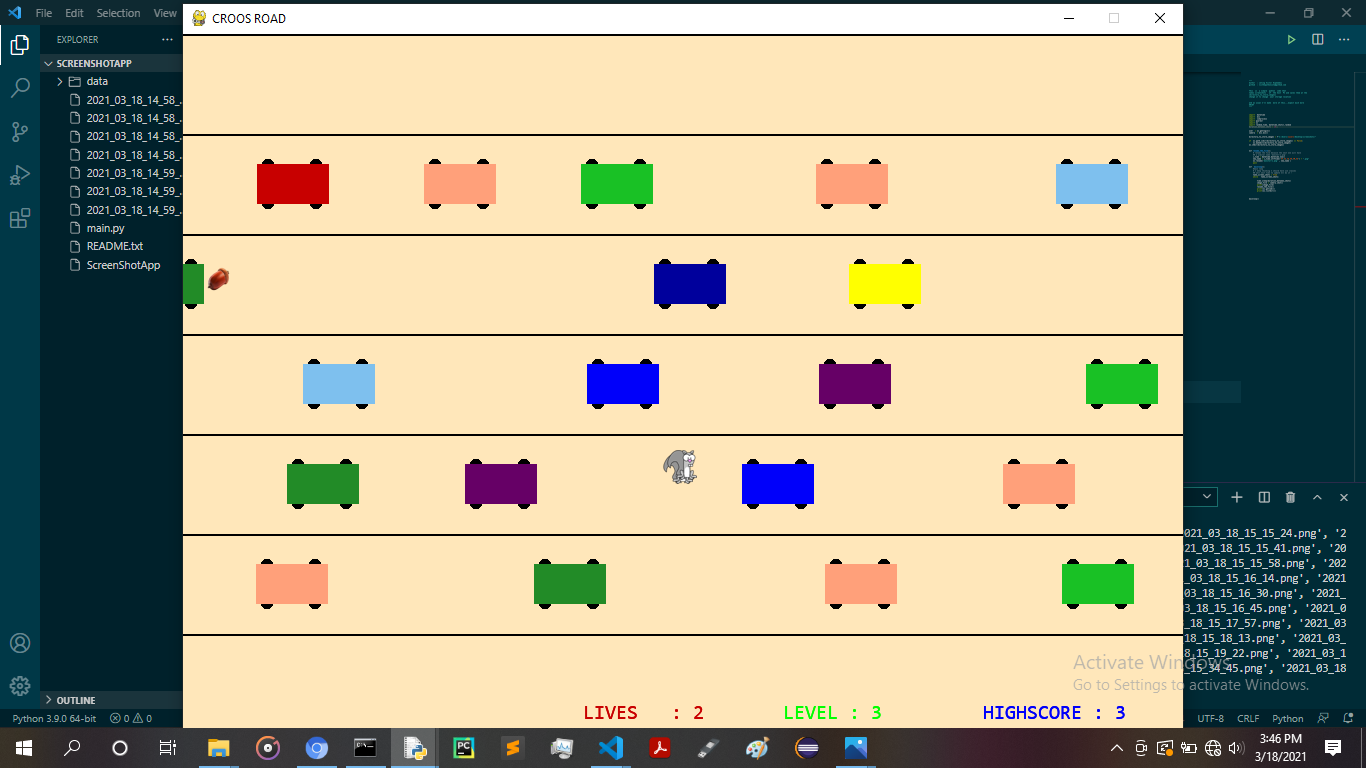 CROOS ROAD
File Edit Selection View
EXPLORER
SCREENSHOTAPP
data
2021_03_18_14_58_...
2021_03_18_14_58_...
2021_03_18_14_58_...
2021_03_18_14_58_...
2021_03_18_14_59_...
2021_03_18_14_59_...
2021_03_18_14_59_...
main.py
README.txt
ScreenShotApp
OUTLINE
021_03_18_15_15_24.png', '2
21_03_18_15_15_41.png', '20
1_03_18_15_15_58.png', '202
_03_18_15_16_14.png', '2021
03_18_15_16_30.png', '2021_
3_18_15_16_45.png', '2021_0
_18_15_17_57.png', '2021_03
18_15_18_13.png', '2021_03_
8_15_19_22.png', '2021_03_1
_15_34_45.png', '2021_03_18
Activate Windows
Go to Settings to activate Windows.
LIVES : 2 LEVEL : 3 HIGHSCORE : 3
Python 3.9.0 64-bit 0 0 UTF-8 CRLF Python
3:46 PM
3/18/2021